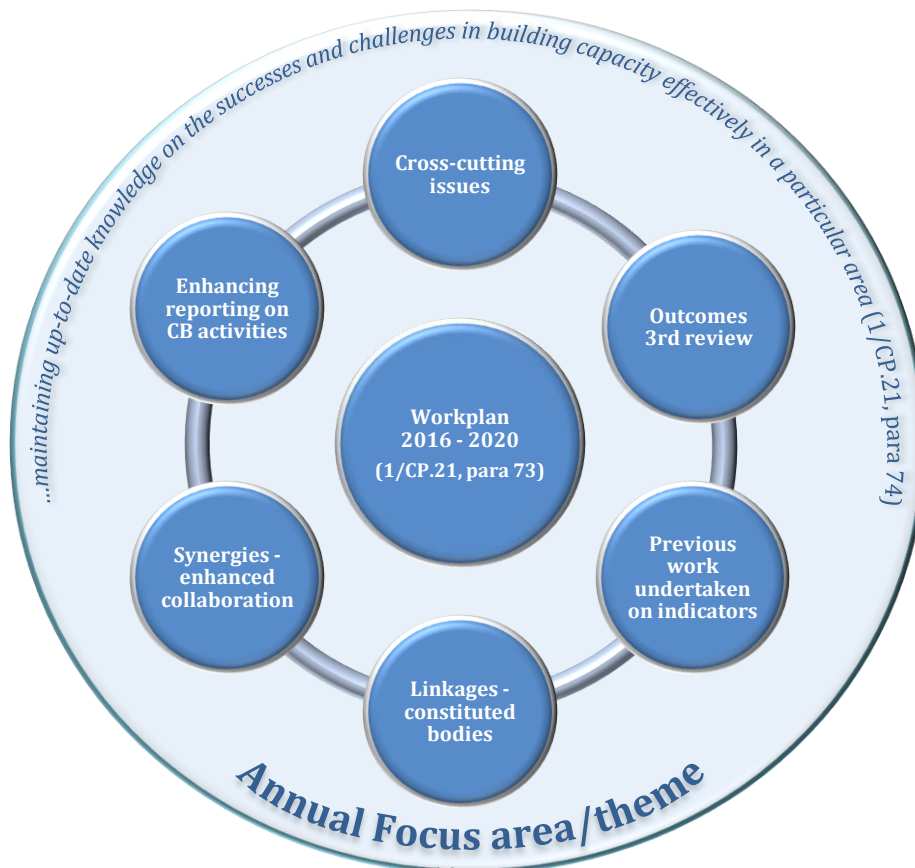 ...maintaining up-to-date knowledge on the successes and challenges in building capacity effectively in a particular area (1/CP.21, para 74)
Cross-cutting
issues
Outcomes
3rd review
Previous
work
undertaken
on indicators
Linkages -
constituted
bodies
Synergies -
enhanced
collaboration
Enhancing
reporting on
CB activities
Workplan
2016 - 2020
(1/CP.21, para 73)
Annual Focus area/theme